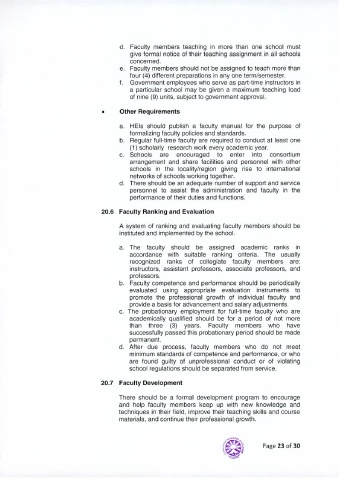 d. Faculty members teaching in more than one school must
give formal notice of their teaching assignment in all schools
concerned.
e. Faculty members should not be assigned to teach more than
four (4) different preparations in any one term/semester.
f. Government employees who serve as part-time instructors in
a particular school may be given a maximum teaching load
of nine (9) units, subject to government approval.
• Other Requirements
a. HEIs should publish a faculty manual for the purpose of
formalizing faculty policies and standards.
b. Regular full-time faculty are required to conduct at least one
(1) scholarly research work every academic year.
c. Schools are encouraged to enter into consortium
arrangement and share facilities and personnel with other
schools in the locality/region giving rise to international
networks of schools working together.
d. There should be an adequate number of support and service
personnel to assist the administration and faculty in the
performance of their duties and functions.
20.6 Faculty Ranking and Evaluation
A system of ranking and evaluating faculty members should be
instituted and implemented by the school.
a. The faculty should be assigned academic ranks in
accordance with suitable ranking criteria. The usually
recognized ranks of collegiate faculty members are:
instructors, assistant professors, associate professors, and
professors.
b. Faculty competence and performance should be periodically
evaluated using appropriate evaluation instruments to
promote the professional growth of individual faculty and
provide a basis for advancement and salary adjustments.
c. The probationary employment for full-time faculty who are
academically qualified should be for a period of not more
than three (3) years. Faculty members who have
successfully passed this probationary period should be made
permanent.
d. After due process, faculty members who do not meet
minimum standards of competence and performance, or who
are found guilty of unprofessional conduct or of violating
school regulations should be separated from service.
20.7 Faculty Development
There should be a formal development program to encourage
and help faculty members keep up with new knowledge and
techniques in their field, improve their teaching skills and course
materials, and continue their professional growth.
Page 23 of 30